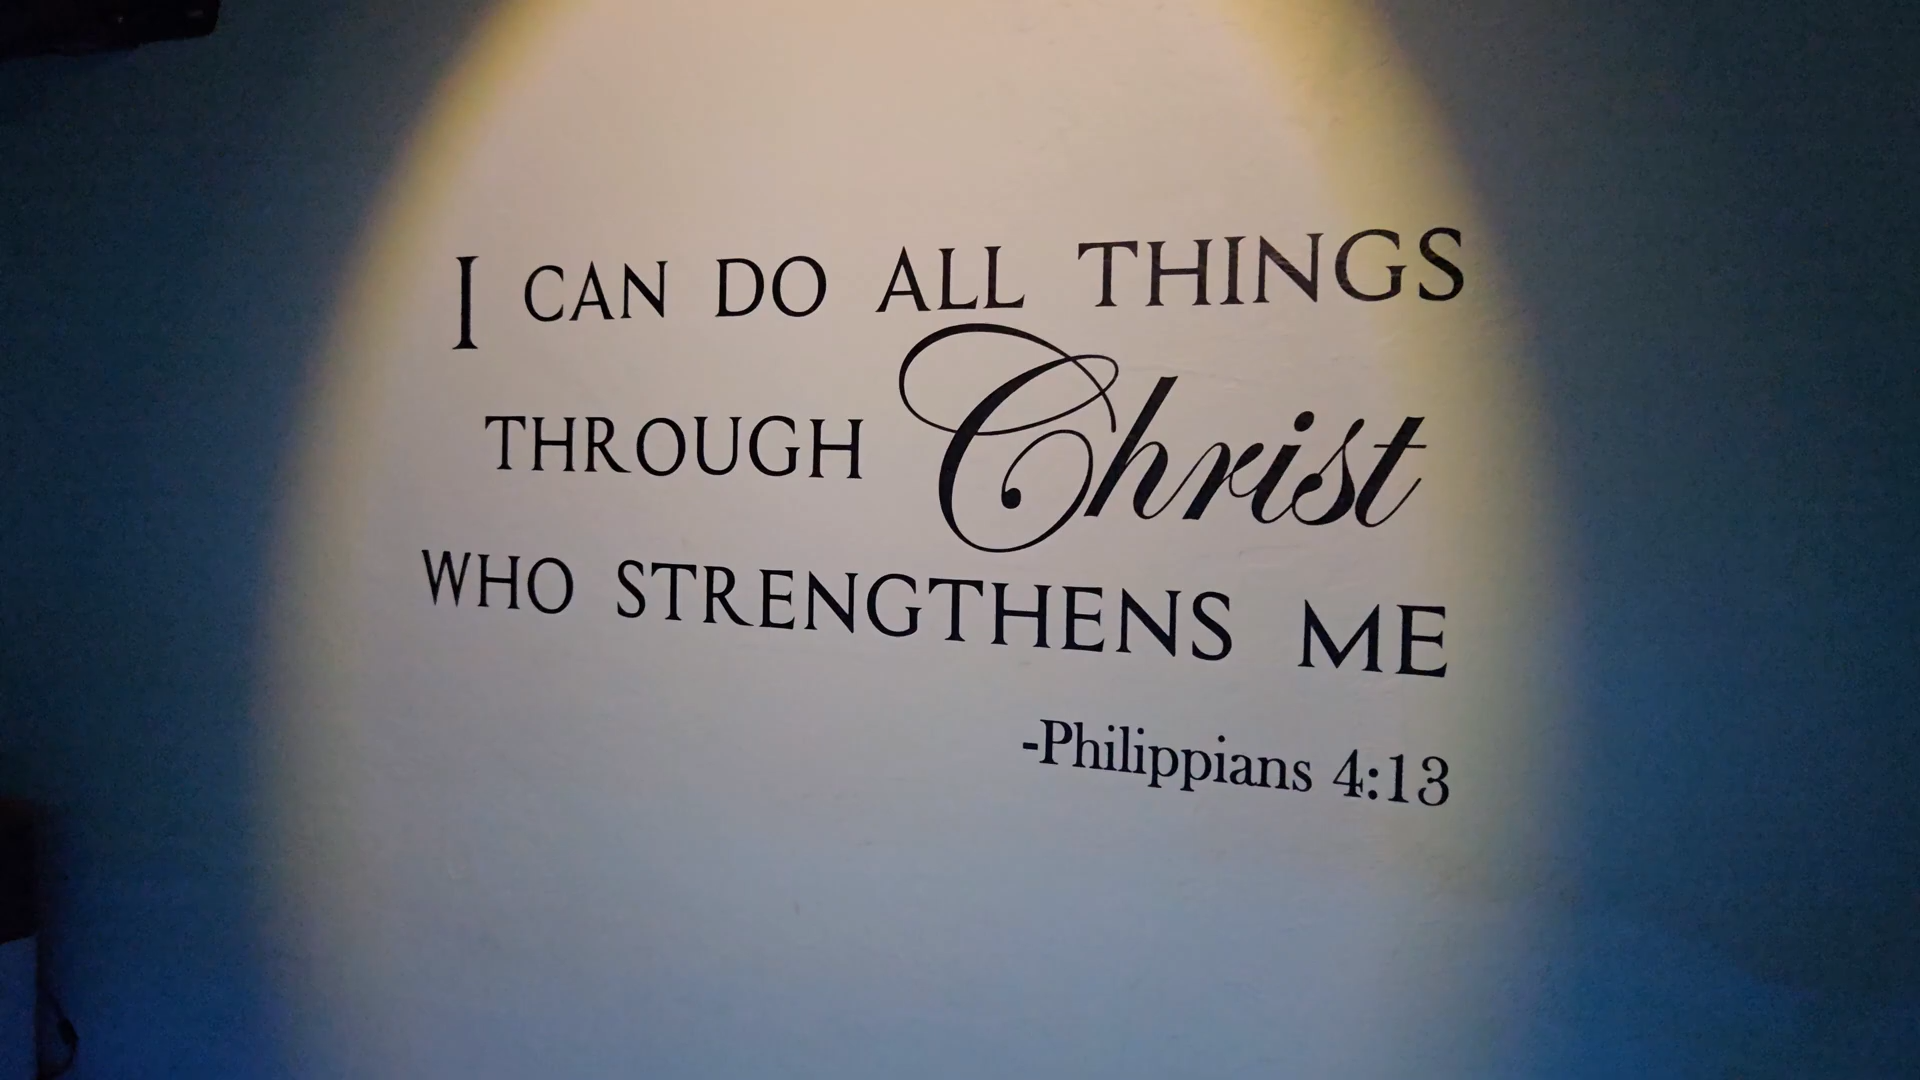 I CAN DO ALL THINGS
THROUGH Christ
WHO STRENGTHENS ME
-Philippians 4:13